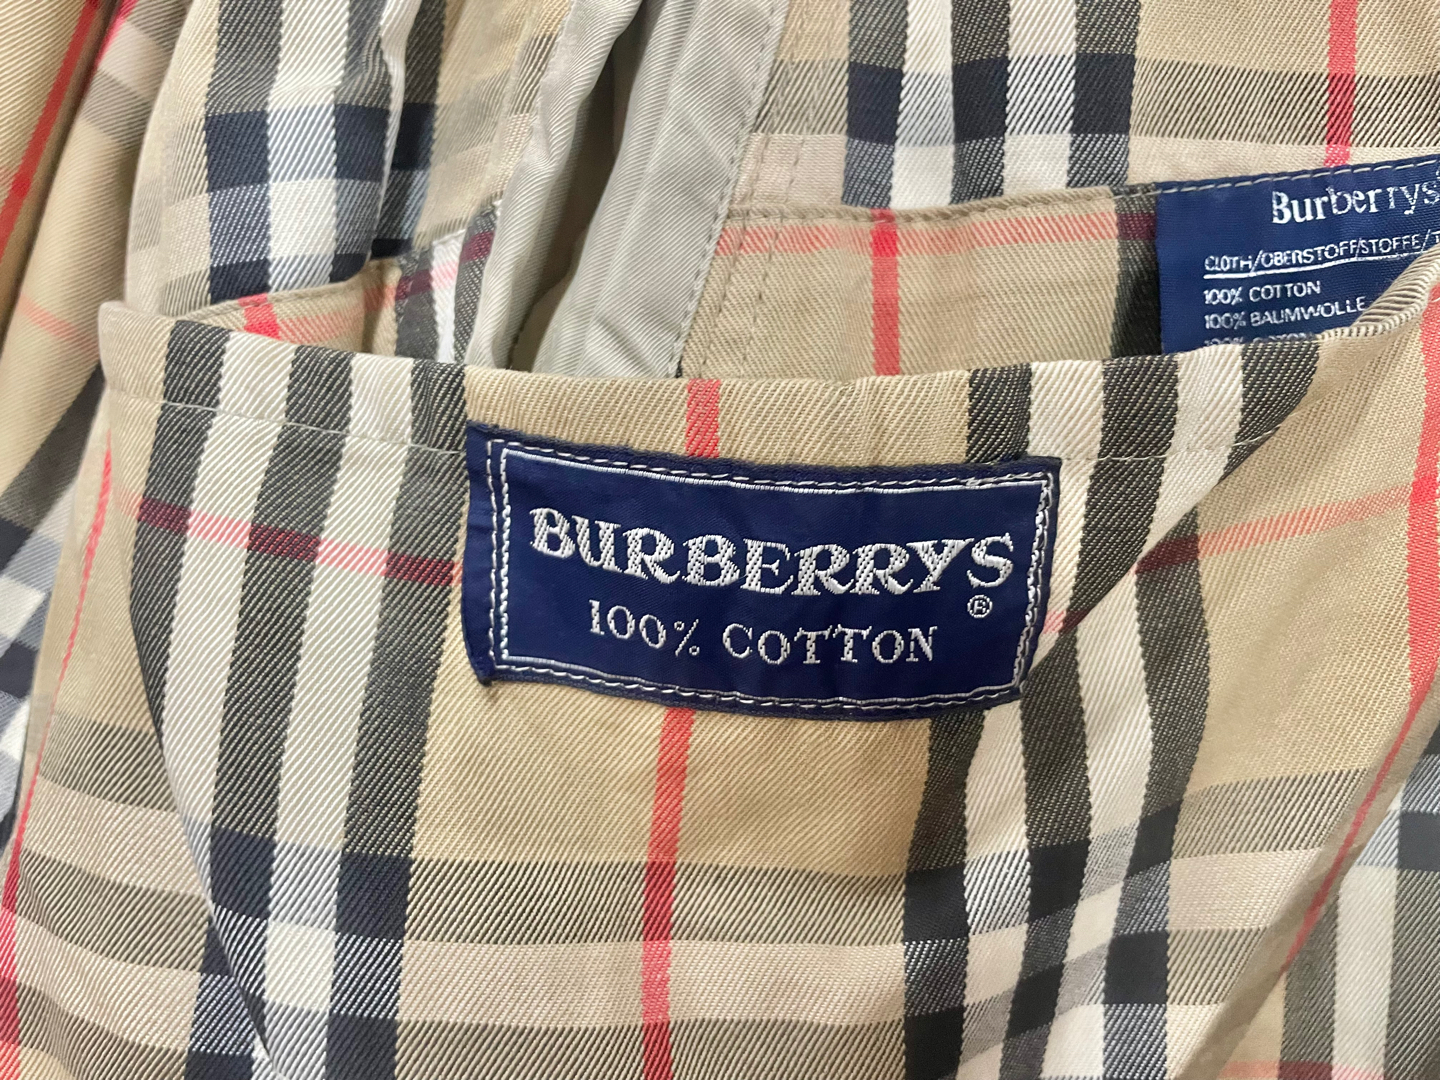 Burberrys
CLOTH/OBERSTOFF/STOFFE/T
100% COTTON
100% BAUMWOLLE
BURBERRYS
®
100% COTTON